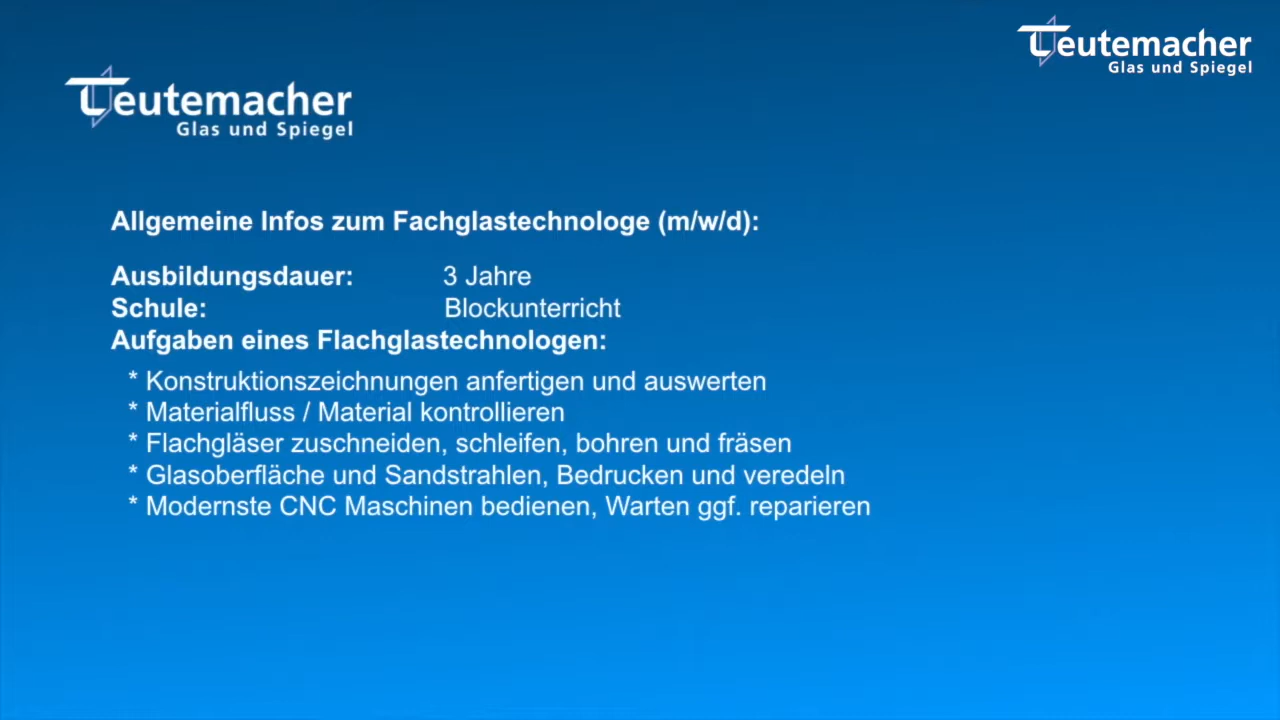 Teutemacher
Glas und Spiegel
Teutemacher
Glas und Spiegel
Allgemeine Infos zum Fachglastechnologe (m/w/d):
Ausbildungsdauer: 3 Jahre
Schule: Blockunterricht
Aufgaben eines Flachglastechnologen:
* Konstruktionszeichnungen anfertigen und auswerten
* Materialfluss / Material kontrollieren
* Flachgläser zuschneiden, schleifen, bohren und fräsen
* Glasoberfläche und Sandstrahlen, Bedrucken und veredeln
* Modernste CNC Maschinen bedienen, Warten ggf. reparieren